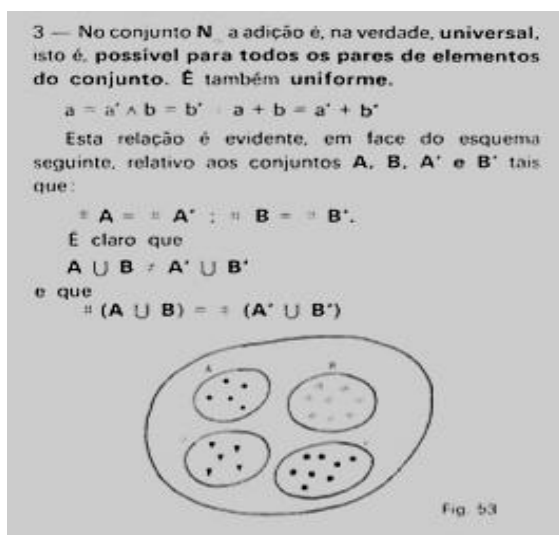 3 — No conjunto N a adição é, na verdade, universal,
isto é, possível para todos os pares de elementos
do conjunto. É também uniforme.
a = a' ∧ b = b' a + b = a' + b'
Esta relação é evidente, em face do esquema
seguinte, relativo aos conjuntos A, B, A' e B' tais
que:
# A = # A' ; # B = # B'.
É claro que
A ∪ B ≠ A' ∪ B'
e que
# (A ∪ B) = # (A' ∪ B')
A B
Fig. 53